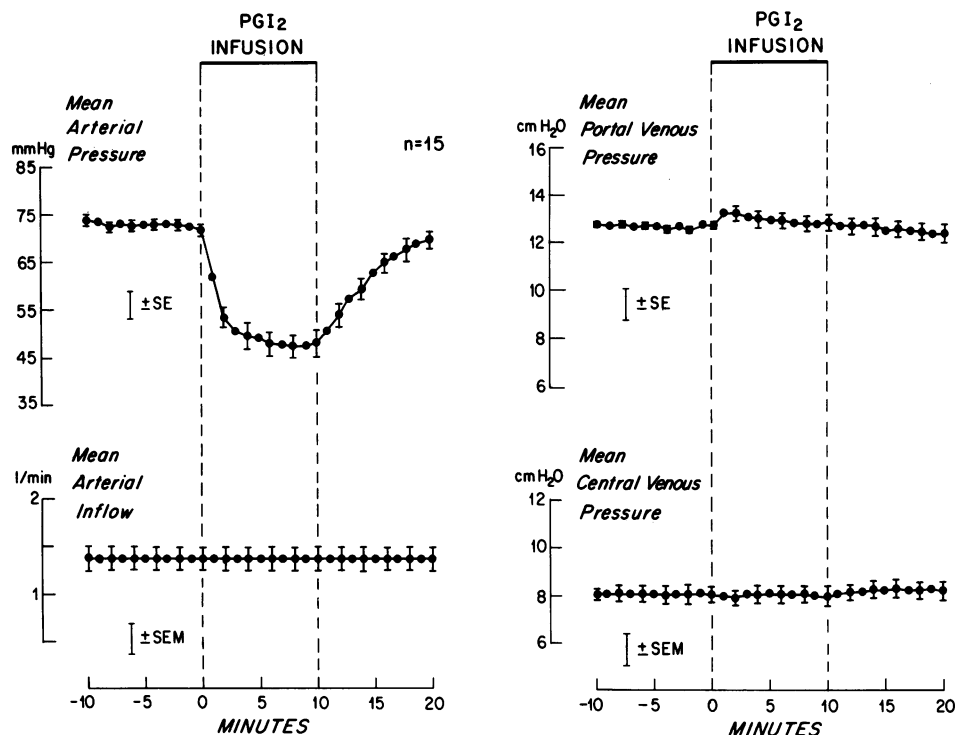 PGI2
INFUSION
Mean
Arterial
Pressure
mmHg
n=15
85
75
65
55
45
35
±SE
Mean
Arterial
Inflow
l/min
2
1
±SEM
-10 -5 0 5 10 15 20
MINUTES
PGI2
INFUSION
Mean
Portal Venous
Pressure
cmH2O
16
14
12
10
8
6
±SE
Mean
Central Venous
Pressure
cmH2O
12
10
8
6
±SEM
-10 -5 0 5 10 15 20
MINUTES